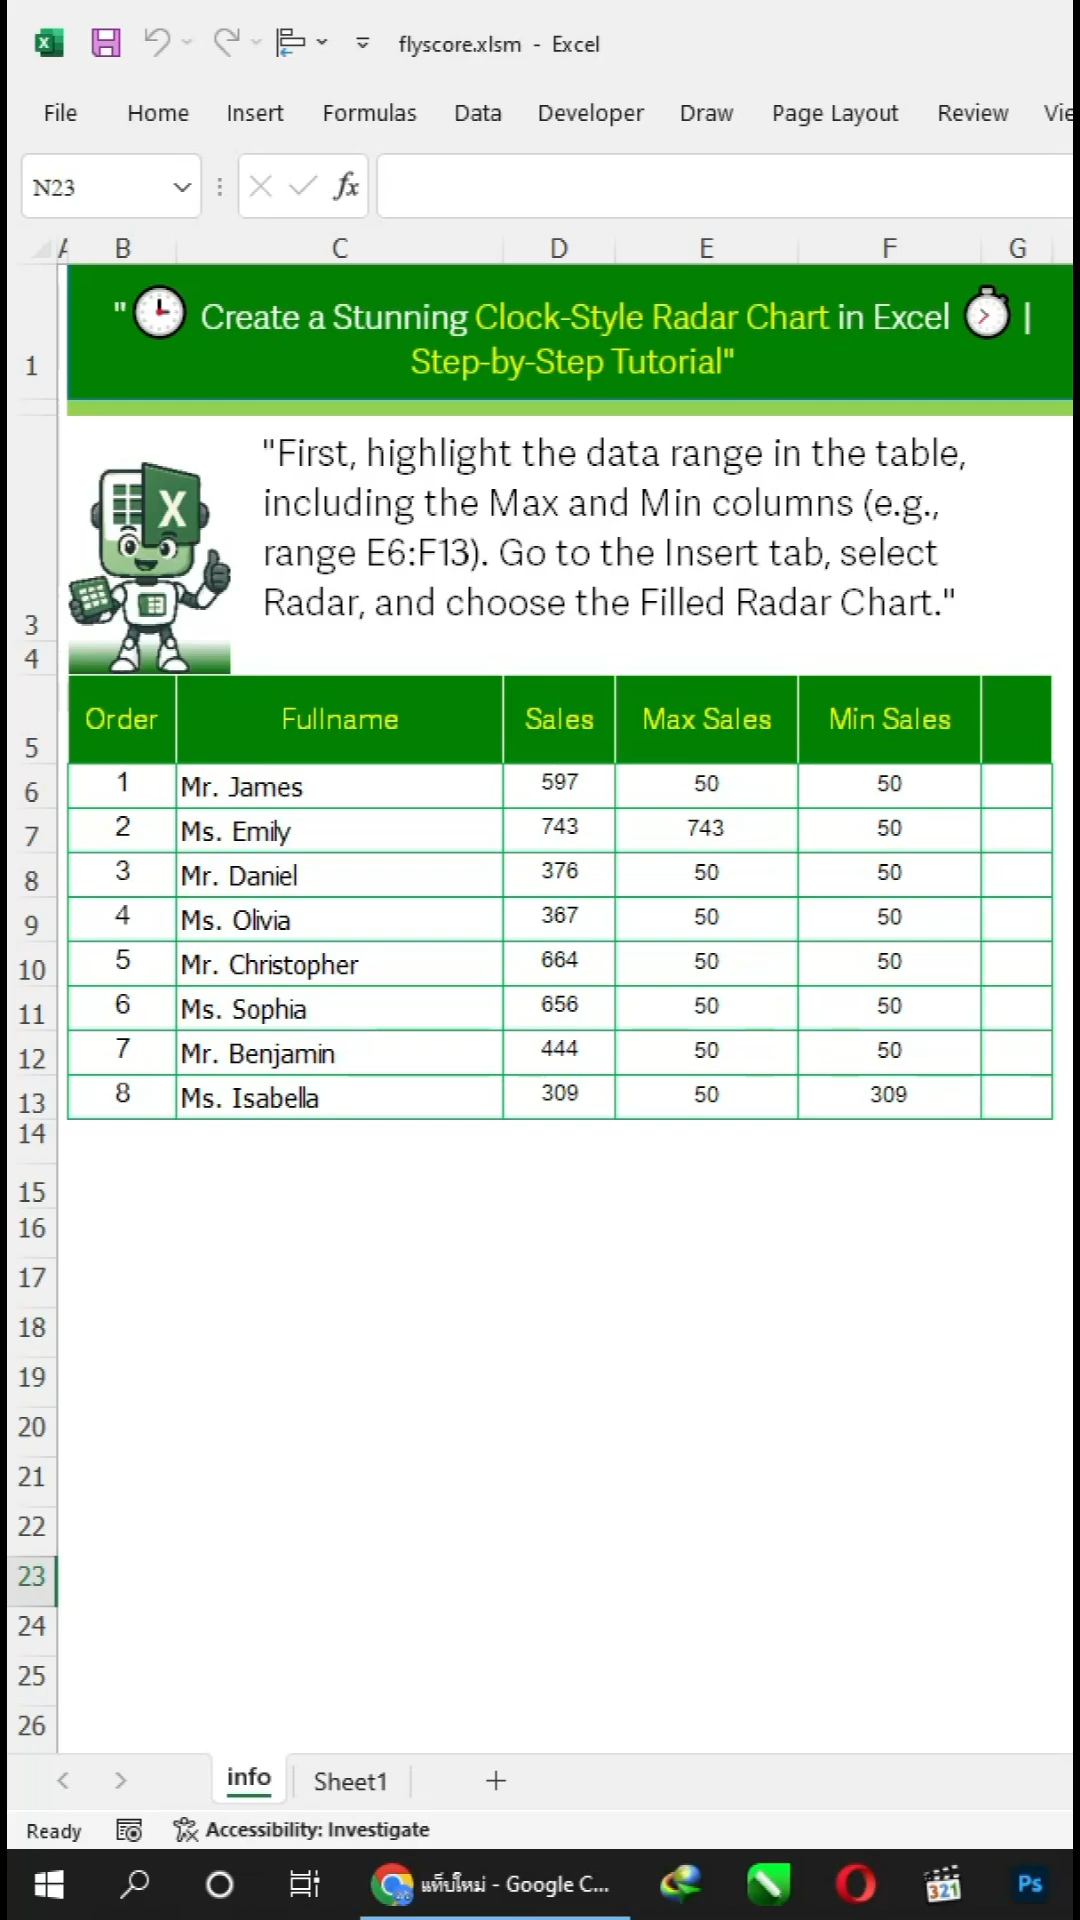 flyscore.xlsm - Excel
File Home Insert Formulas Data Developer Draw Page Layout Review Vie
N23 fx
A B C D E F G
1 "🕒 Create a Stunning Clock-Style Radar Chart in Excel ⏱ |
Step-by-Step Tutorial"
"First, highlight the data range in the table,
including the Max and Min columns (e.g.,
range E6:F13). Go to the Insert tab, select
Radar, and choose the Filled Radar Chart."
X
3
4
5 Order Fullname Sales Max Sales Min Sales
6 1 Mr. James 597 50 50
7 2 Ms. Emily 743 743 50
8 3 Mr. Daniel 376 50 50
9 4 Ms. Olivia 367 50 50
10 5 Mr. Christopher 664 50 50
11 6 Ms. Sophia 656 50 50
12 7 Mr. Benjamin 444 50 50
13 8 Ms. Isabella 309 50 309
14
15
16
17
18
19
20
21
22
23
24
25
26
info Sheet1
Ready Accessibility: Investigate
แท็บใหม่ - Google C... 321 Ps